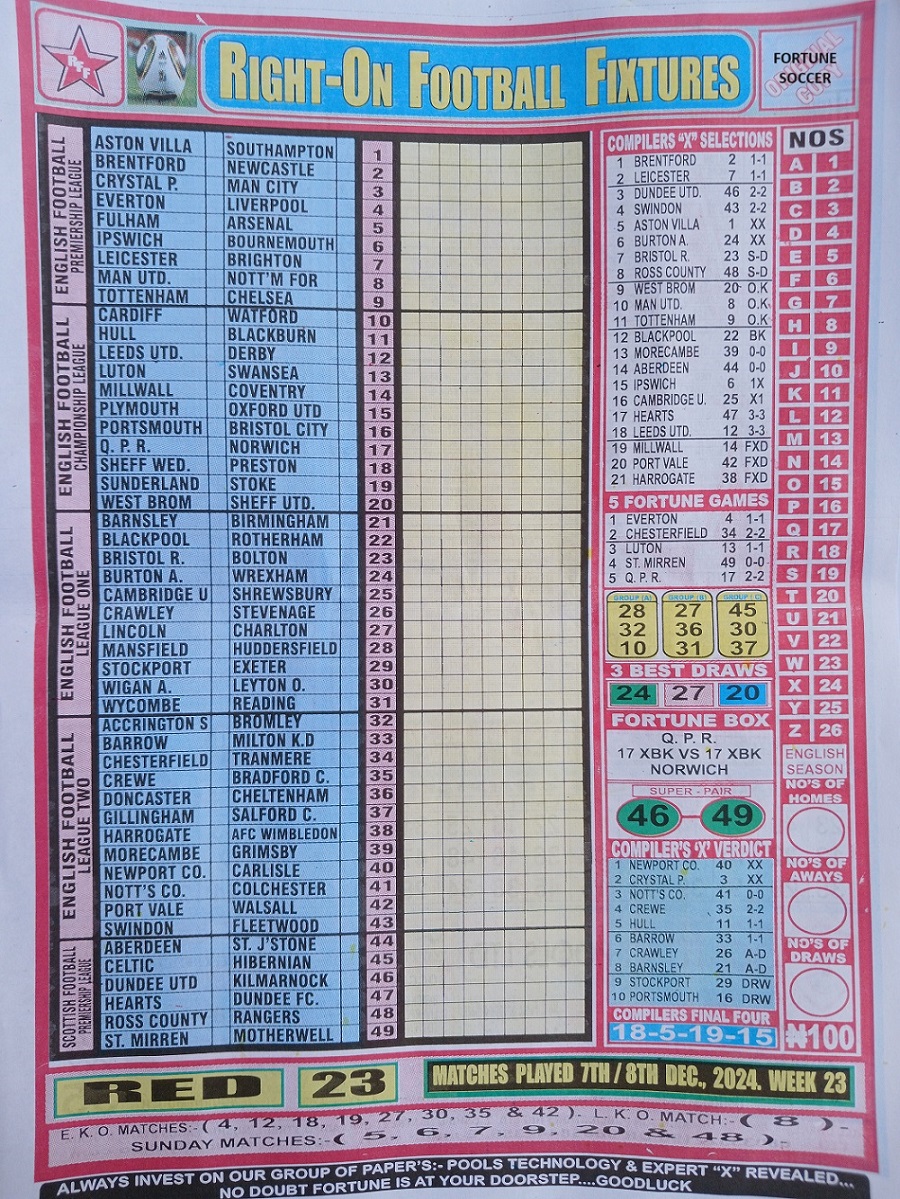 RFF
RIGHT-ON FOOTBALL FIXTURES
FORTUNE
SOCCER
ORIGINAL
COPY
ENGLISH FOOTBALL
PREMIERSHIP LEAGUE
ASTON VILLA SOUTHAMPTON 1
BRENTFORD NEWCASTLE 2
CRYSTAL P. MAN CITY 3
EVERTON LIVERPOOL 4
FULHAM ARSENAL 5
IPSWICH BOURNEMOUTH 6
LEICESTER BRIGHTON 7
MAN UTD. NOTT'M FOR 8
TOTTENHAM CHELSEA 9
ENGLISH FOOTBALL
CHAMPIONSHIP LEAGUE
CARDIFF WATFORD 10
HULL BLACKBURN 11
LEEDS UTD. DERBY 12
LUTON SWANSEA 13
MILLWALL COVENTRY 14
PLYMOUTH OXFORD UTD 15
PORTSMOUTH BRISTOL CITY 16
Q. P. R. NORWICH 17
SHEFF WED. PRESTON 18
SUNDERLAND STOKE 19
WEST BROM SHEFF UTD. 20
ENGLISH FOOTBALL
LEAGUE ONE
BARNSLEY BIRMINGHAM 21
BLACKPOOL ROTHERHAM 22
BRISTOL R. BOLTON 23
BURTON A. WREXHAM 24
CAMBRIDGE U SHREWSBURY 25
CRAWLEY STEVENAGE 26
LINCOLN CHARLTON 27
MANSFIELD HUDDERSFIELD 28
STOCKPORT EXETER 29
WIGAN A. LEYTON O. 30
WYCOMBE READING 31
ENGLISH FOOTBALL
LEAGUE TWO
ACCRINGTON S BROMLEY 32
BARROW MILTON K.D 33
CHESTERFIELD TRANMERE 34
CREWE BRADFORD C. 35
DONCASTER CHELTENHAM 36
GILLINGHAM SALFORD C. 37
HARROGATE AFC WIMBLEDON 38
MORECAMBE GRIMSBY 39
NEWPORT CO. CARLISLE 40
NOTT'S CO. COLCHESTER 41
PORT VALE WALSALL 42
SWINDON FLEETWOOD 43
SCOTTISH FOOTBALL
PREMIERSHIP LEAGUE
ABERDEEN ST. J'STONE 44
CELTIC HIBERNIAN 45
DUNDEE UTD KILMARNOCK 46
HEARTS DUNDEE FC. 47
ROSS COUNTY RANGERS 48
ST. MIRREN MOTHERWELL 49
COMPILERS "X" SELECTIONS
1 BRENTFORD 2 1-1
2 LEICESTER 7 1-1
3 DUNDEE UTD. 46 2-2
4 SWINDON 43 2-2
5 ASTON VILLA 1 XX
6 BURTON A. 24 XX
7 BRISTOL R. 23 S-D
8 ROSS COUNTY 48 S-D
9 WEST BROM 20 O.K
10 MAN UTD. 8 O.K
11 TOTTENHAM 9 O.K
12 BLACKPOOL 22 BK
13 MORECAMBE 39 0-0
14 ABERDEEN 44 0-0
15 IPSWICH 6 1X
16 CAMBRIDGE U. 25 X1
17 HEARTS 47 3-3
18 LEEDS UTD. 12 3-3
19 MILLWALL 14 FXD
20 PORT VALE 42 FXD
21 HARROGATE 38 FXD
5 FORTUNE GAMES
1 EVERTON 4 1-1
2 CHESTERFIELD 34 2-2
3 LUTON 13 1-1
4 ST. MIRREN 49 0-0
5 Q. P. R. 17 2-2
GROUP (A) GROUP (B) GROUP (C)
28 27 45
32 36 30
10 31 37
3 BEST DRAWS
24 27 20
FORTUNE BOX
Q. P. R.
17 XBK VS 17 XBK
NORWICH
SUPER - PAIR
46-49
COMPILER'S 'X' VERDICT
1 NEWPORT CO. 40 XX
2 CRYSTAL P. 3 XX
3 NOTT'S CO. 41 0-0
4 CREWE 35 2-2
5 HULL 11 1-1
6 BARROW 33 1-1
7 CRAWLEY 26 A-D
8 BARNSLEY 21 A-D
9 STOCKPORT 29 DRW
10 PORTSMOUTH 16 DRW
COMPILERS FINAL FOUR
18-5-19-15
NOS
A 1
B 2
C 3
D 4
E 5
F 6
G 7
H 8
I 9
J 10
K 11
L 12
M 13
N 14
O 15
P 16
Q 17
R 18
S 19
T 20
U 21
V 22
W 23
X 24
Y 25
Z 26
ENGLISH
SEASON
NO'S OF
HOMES
NO'S OF
AWAYS
NO'S OF
DRAWS
₦100
RED 23 MATCHES PLAYED 7TH / 8TH DEC., 2024. WEEK 23
E. K. O. MATCHES:-( 4, 12, 18, 19, 27, 30, 35 & 42 ). L. K. O. MATCH:-( 8 )-
SUNDAY MATCHES:-( 5, 6, 7, 9, 20 & 48 )-
ALWAYS INVEST ON OUR GROUP OF PAPER'S:- POOLS TECHNOLOGY & EXPERT "X" REVEALED...
NO DOUBT FORTUNE IS AT YOUR DOORSTEP....GOODLUCK